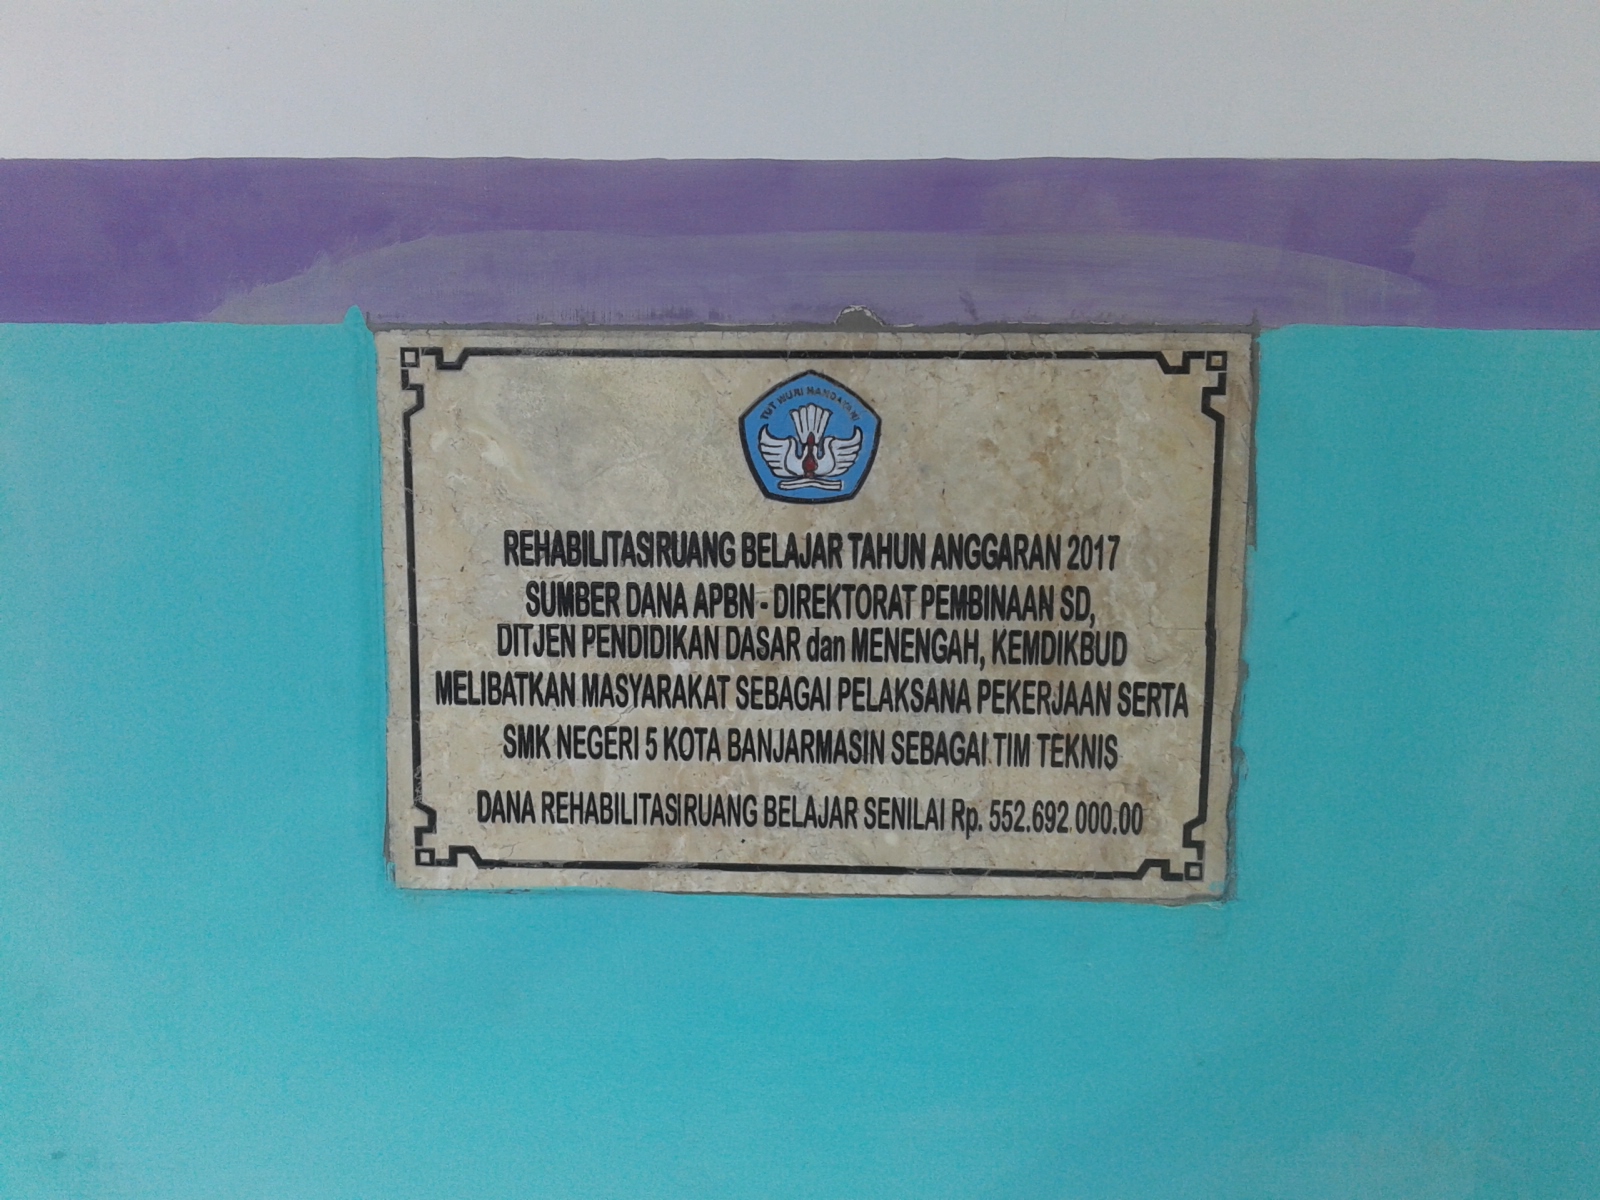 TUT WURI HANDAYANI
REHABILITASIRUANG BELAJAR TAHUN ANGGARAN 2017
SUMBER DANA APBN - DIREKTORAT PEMBINAAN SD,
DITJEN PENDIDIKAN DASAR dan MENENGAH, KEMDIKBUD
MELIBATKAN MASYARAKAT SEBAGAI PELAKSANA PEKERJAAN SERTA
SMK NEGERI 5 KOTA BANJARMASIN SEBAGAI TIM TEKNIS
DANA REHABILITASIRUANG BELAJAR SENILAI Rp. 552.692.000.00